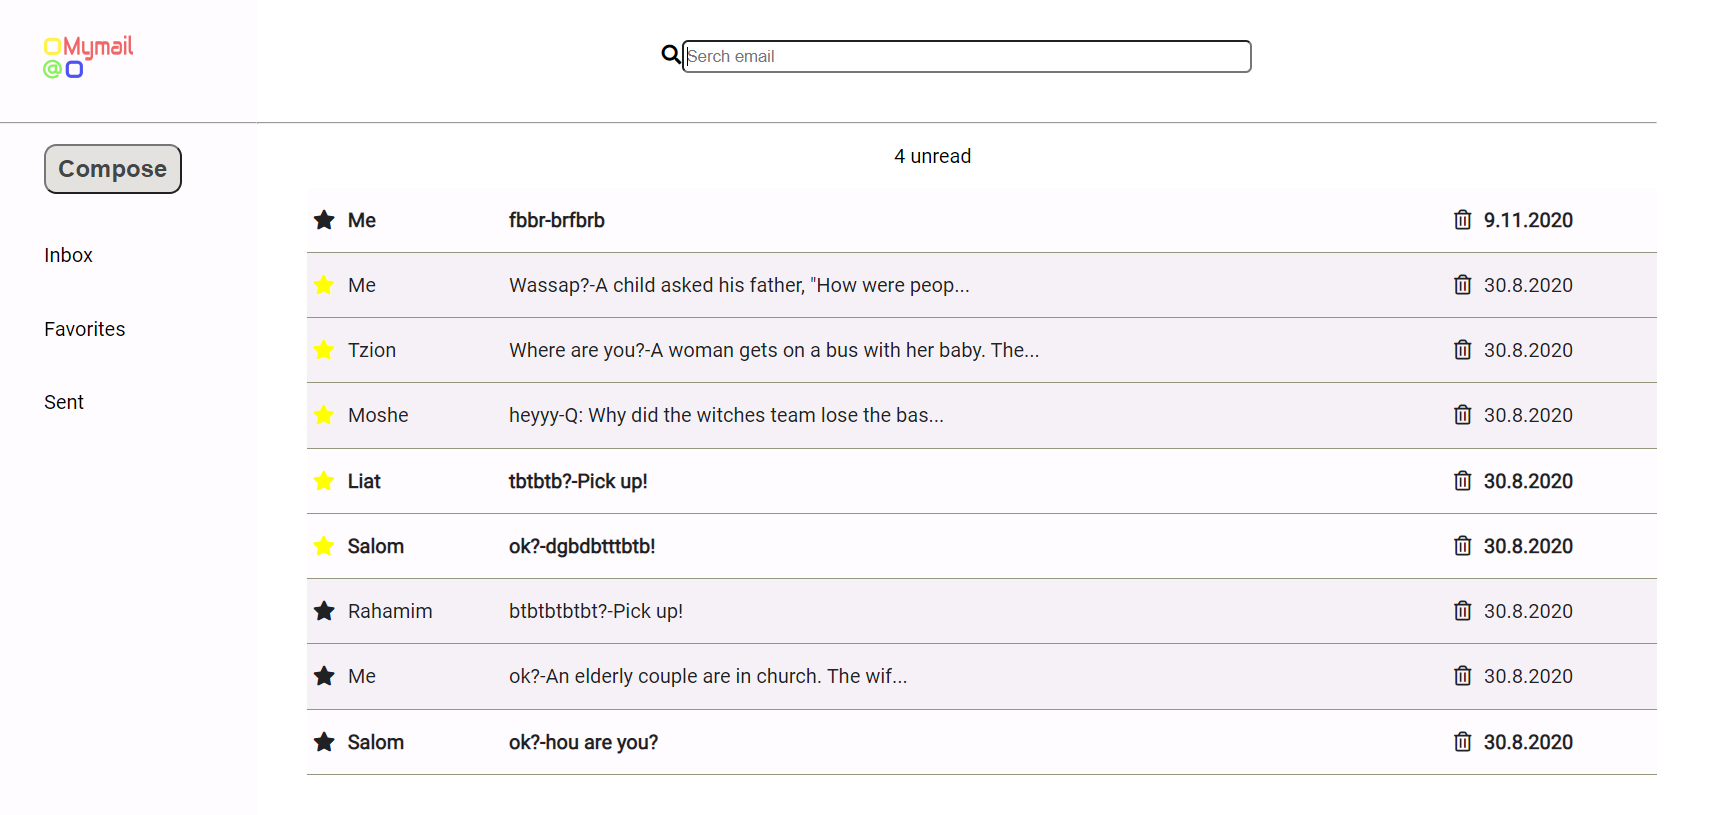 Mymail
@
Serch email
Compose
4 unread
Inbox
Favorites
Sent
Me fbbr-brfbrb 9.11.2020
Me Wassap?-A child asked his father, "How were peop... 30.8.2020
Tzion Where are you?-A woman gets on a bus with her baby. The... 30.8.2020
Moshe heyyy-Q: Why did the witches team lose the bas... 30.8.2020
Liat tbtbtb?-Pick up! 30.8.2020
Salom ok?-dgbdbtttbtb! 30.8.2020
Rahamim btbtbtbtbt?-Pick up! 30.8.2020
Me ok?-An elderly couple are in church. The wif... 30.8.2020
Salom ok?-hou are you? 30.8.2020